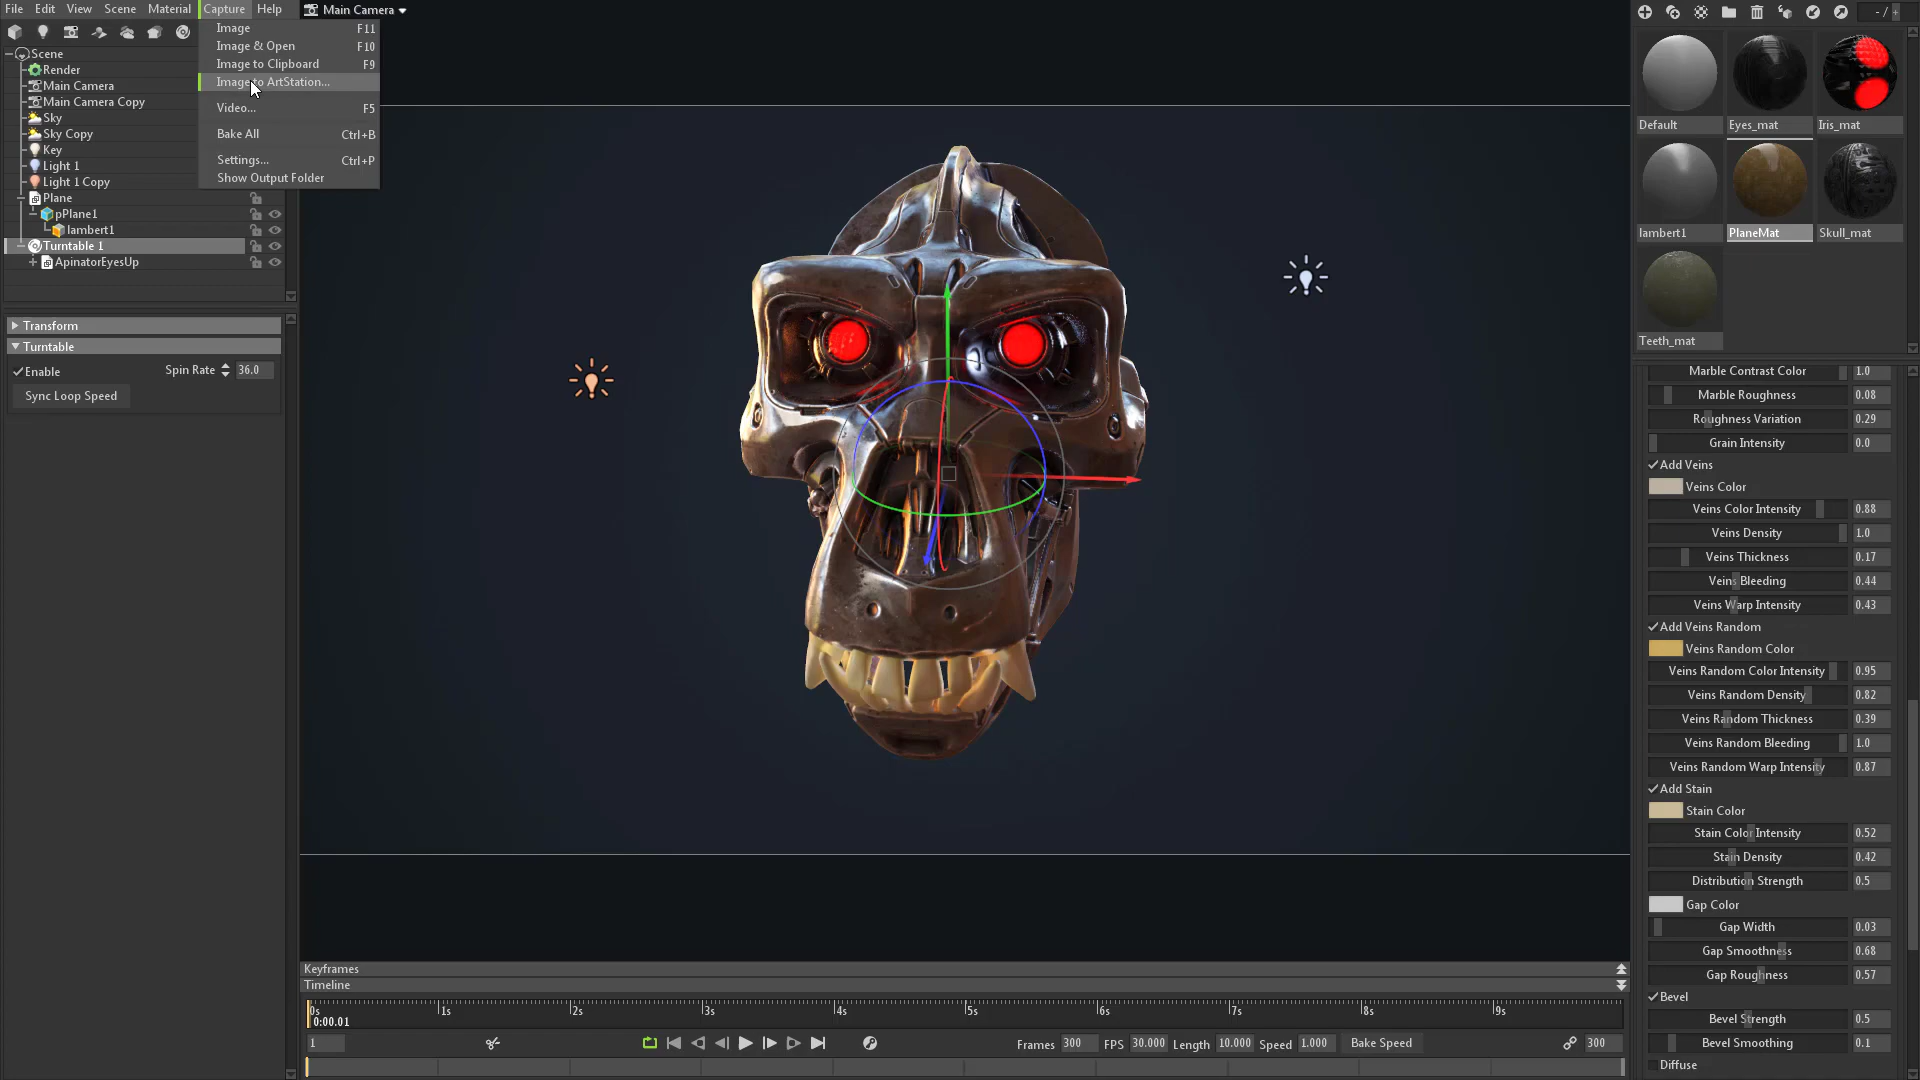 File Edit View Scene Material Capture Help Main Camera
Image F11
Image & Open F10
Image to Clipboard F9
Image to ArtStation...
Video... F5
Bake All Ctrl+B
Settings... Ctrl+P
Show Output Folder
Scene
Render
Main Camera
Main Camera Copy
Sky
Sky Copy
Key
Light 1
Light 1 Copy
Plane
pPlane1
lambert1
Turntable 1
ApinatorEyesUp
Transform
Turntable
Enable Spin Rate 36.0
Sync Loop Speed
Keyframes
Timeline
0s 1s 2s 3s 4s 5s 6s 7s 8s 9s
0:00.01
1 Frames 300 FPS 30.000 Length 10.000 Speed 1.000 Bake Speed 300
- / +
Default Eyes_mat Iris_mat
lambert1 PlaneMat Skull_mat
Teeth_mat
Marble Contrast Color 1.0
Marble Roughness 0.08
Roughness Variation 0.29
Grain Intensity 0.0
Add Veins
Veins Color
Veins Color Intensity 0.88
Veins Density 1.0
Veins Thickness 0.17
Veins Bleeding 0.44
Veins Warp Intensity 0.43
Add Veins Random
Veins Random Color
Veins Random Color Intensity 0.95
Veins Random Density 0.82
Veins Random Thickness 0.39
Veins Random Bleeding 1.0
Veins Random Warp Intensity 0.87
Add Stain
Stain Color
Stain Color Intensity 0.52
Stain Density 0.42
Distribution Strength 0.5
Gap Color
Gap Width 0.03
Gap Smoothness 0.68
Gap Roughness 0.57
Bevel
Bevel Strength 0.5
Bevel Smoothing 0.1
Diffuse